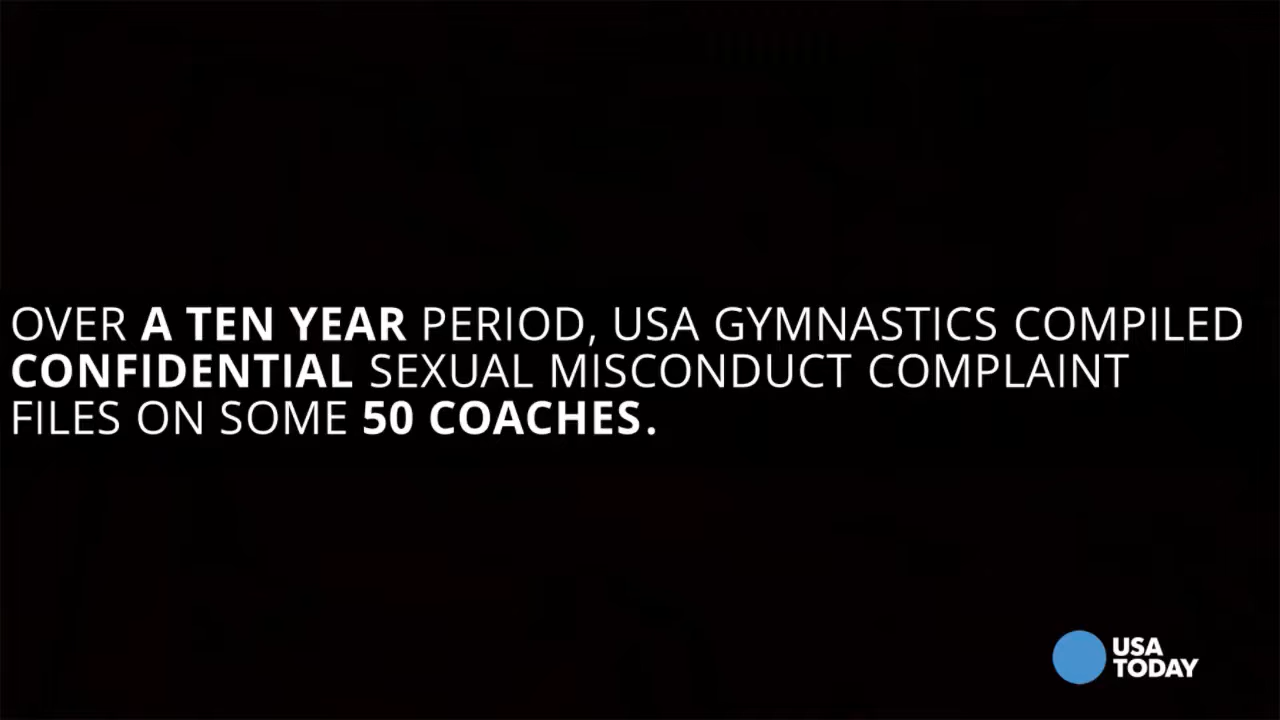 OVER A TEN YEAR PERIOD, USA GYMNASTICS COMPILED
CONFIDENTIAL SEXUAL MISCONDUCT COMPLAINT
FILES ON SOME 50 COACHES.
USA
TODAY